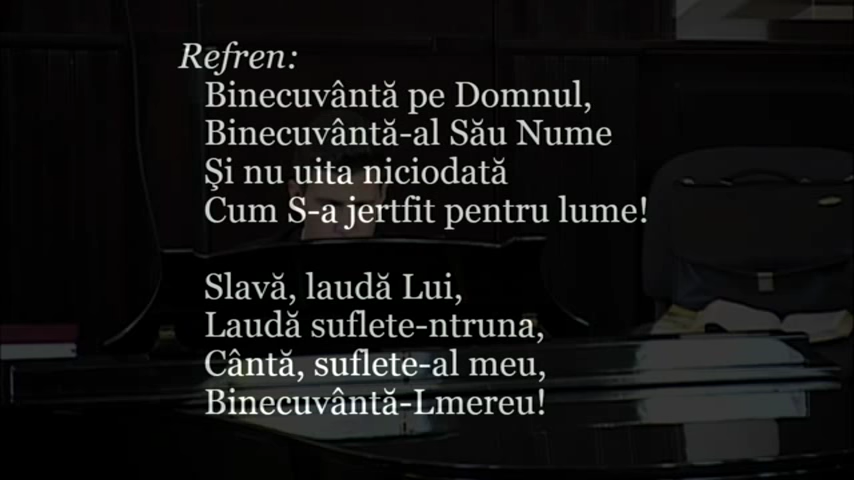 Refren:
Binecuvântă pe Domnul,
Binecuvântă-al Său Nume
Şi nu uita niciodată
Cum S-a jertfit pentru lume!
Slavă, laudă Lui,
Laudă suflete-ntruna,
Cântă, suflete-al meu,
Binecuvântă-Lmereu!